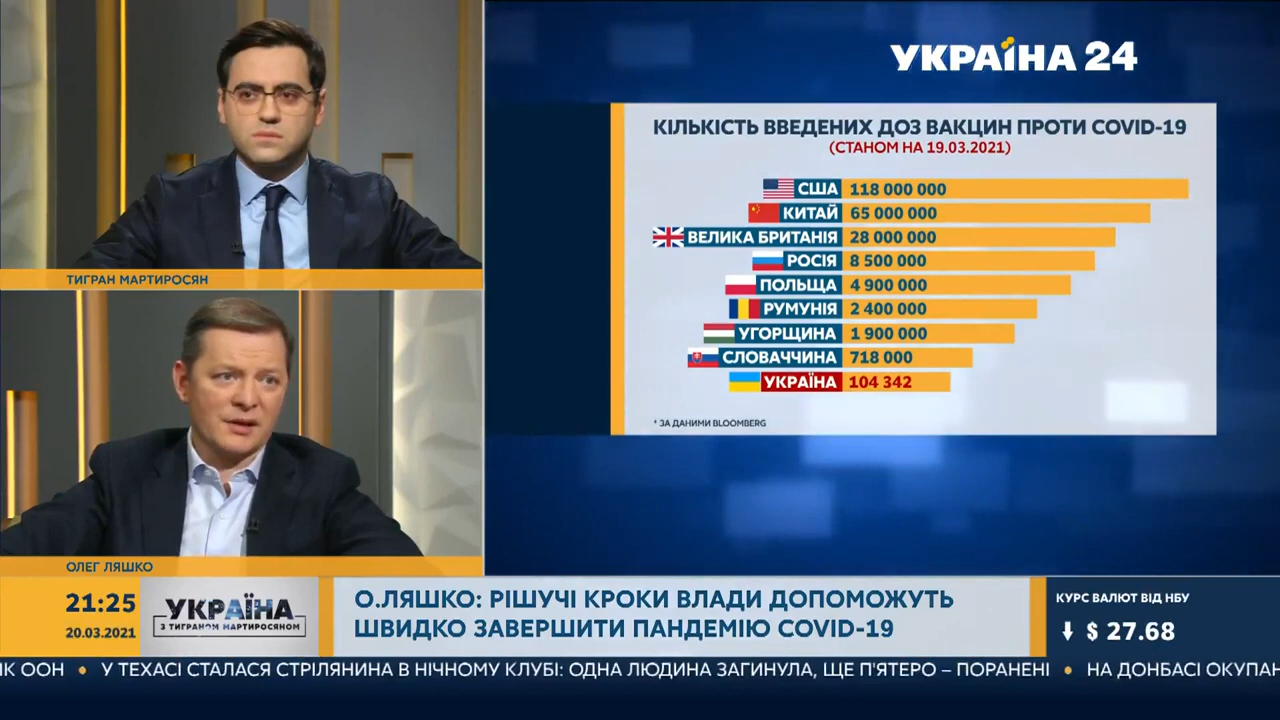 УКРАЇНА 24
КІЛЬКІСТЬ ВВЕДЕНИХ ДОЗ ВАКЦИН ПРОТИ COVID-19
(СТАНОМ НА 19.03.2021)
США 118 000 000
КИТАЙ 65 000 000
ВЕЛИКА БРИТАНІЯ 28 000 000
РОСІЯ 8 500 000
ПОЛЬЩА 4 900 000
РУМУНІЯ 2 400 000
УГОРЩИНА 1 900 000
СЛОВАЧЧИНА 718 000
УКРАЇНА 104 342
* ЗА ДАНИМИ BLOOMBERG
ТИГРАН МАРТИРОСЯН
ОЛЕГ ЛЯШКО
21:25
20.03.2021
УКРАЇНА
З ТИГРАНОМ МАРТИРОСЯНОМ
О.ЛЯШКО: РІШУЧІ КРОКИ ВЛАДИ ДОПОМОЖУТЬ
ШВИДКО ЗАВЕРШИТИ ПАНДЕМІЮ COVID-19
КУРС ВАЛЮТ ВІД НБУ
$ 27.68
ІК ООН • У ТЕХАСІ СТАЛАСЯ СТРІЛЯНИНА В НІЧНОМУ КЛУБІ: ОДНА ЛЮДИНА ЗАГИНУЛА, ЩЕ П'ЯТЕРО – ПОРАНЕНІ • НА ДОНБАСІ ОКУПАН